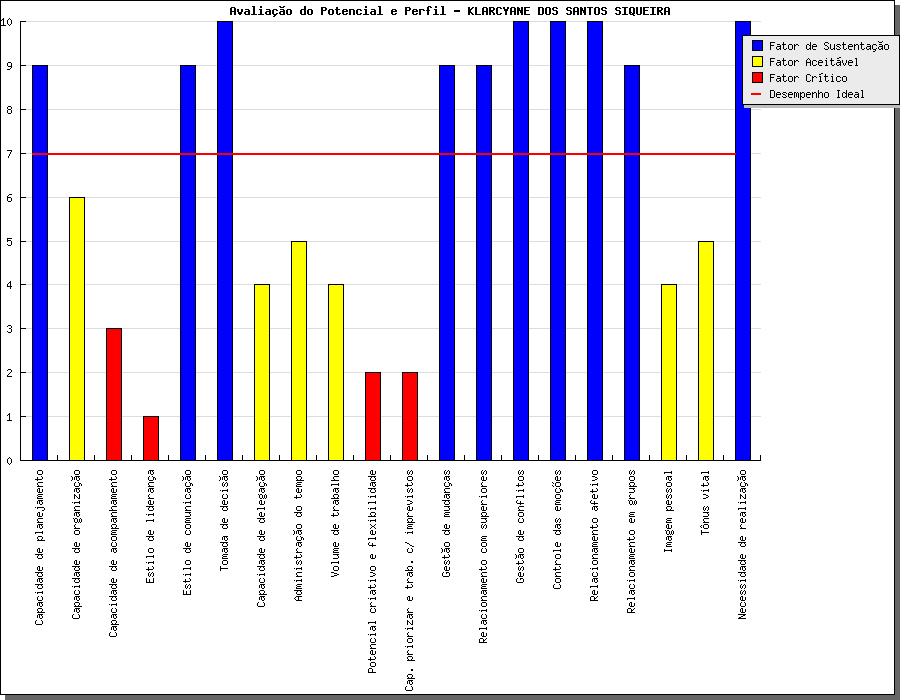 Avaliação do Potencial e Perfil - KLARCYANE DOS SANTOS SIQUEIRA
Fator de Sustentação
Fator Aceitável
Fator Crítico
Desempenho Ideal
10
9
8
7
6
5
4
3
2
1
0
Capacidade de planejamento
Capacidade de organização
Capacidade de acompanhamento
Estilo de liderança
Estilo de comunicação
Tomada de decisão
Capacidade de delegação
Administração do tempo
Volume de trabalho
Potencial criativo e flexibilidade
Cap. priorizar e trab. c/ imprevistos
Gestão de mudanças
Relacionamento com superiores
Gestão de conflitos
Controle das emoções
Relacionamento afetivo
Relacionamento em grupos
Imagem pessoal
Tônus vital
Necessidade de realização